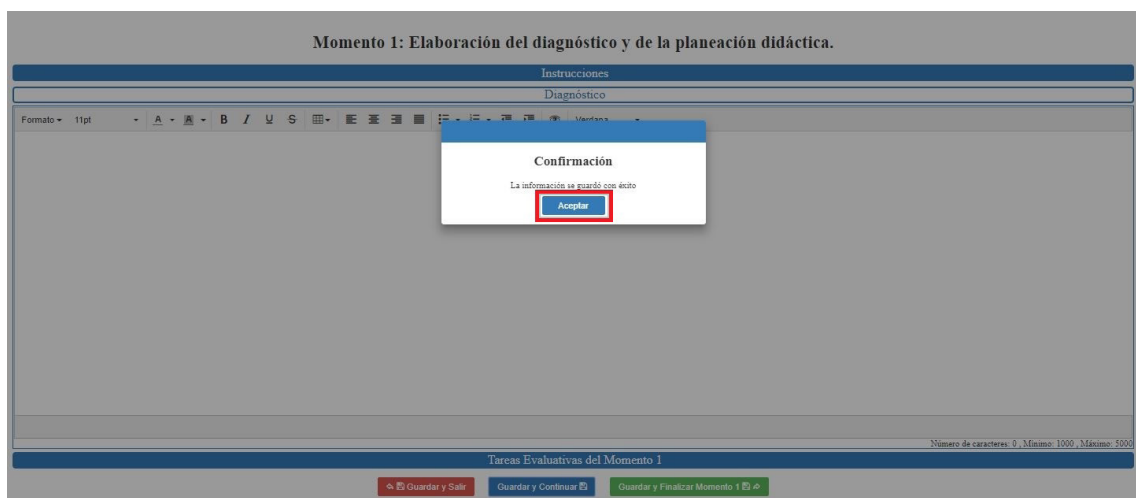 Momento 1: Elaboración del diagnóstico y de la planeación didáctica.
Instrucciones
Diagnóstico
Formato 11pt A A B I U S Verdana
Confirmación
La información se guardó con éxito
Aceptar
Número de caracteres: 0 , Mínimo: 1000 , Máximo: 5000
Tareas Evaluativas del Momento 1
Guardar y Salir Guardar y Continuar Guardar y Finalizar Momento 1